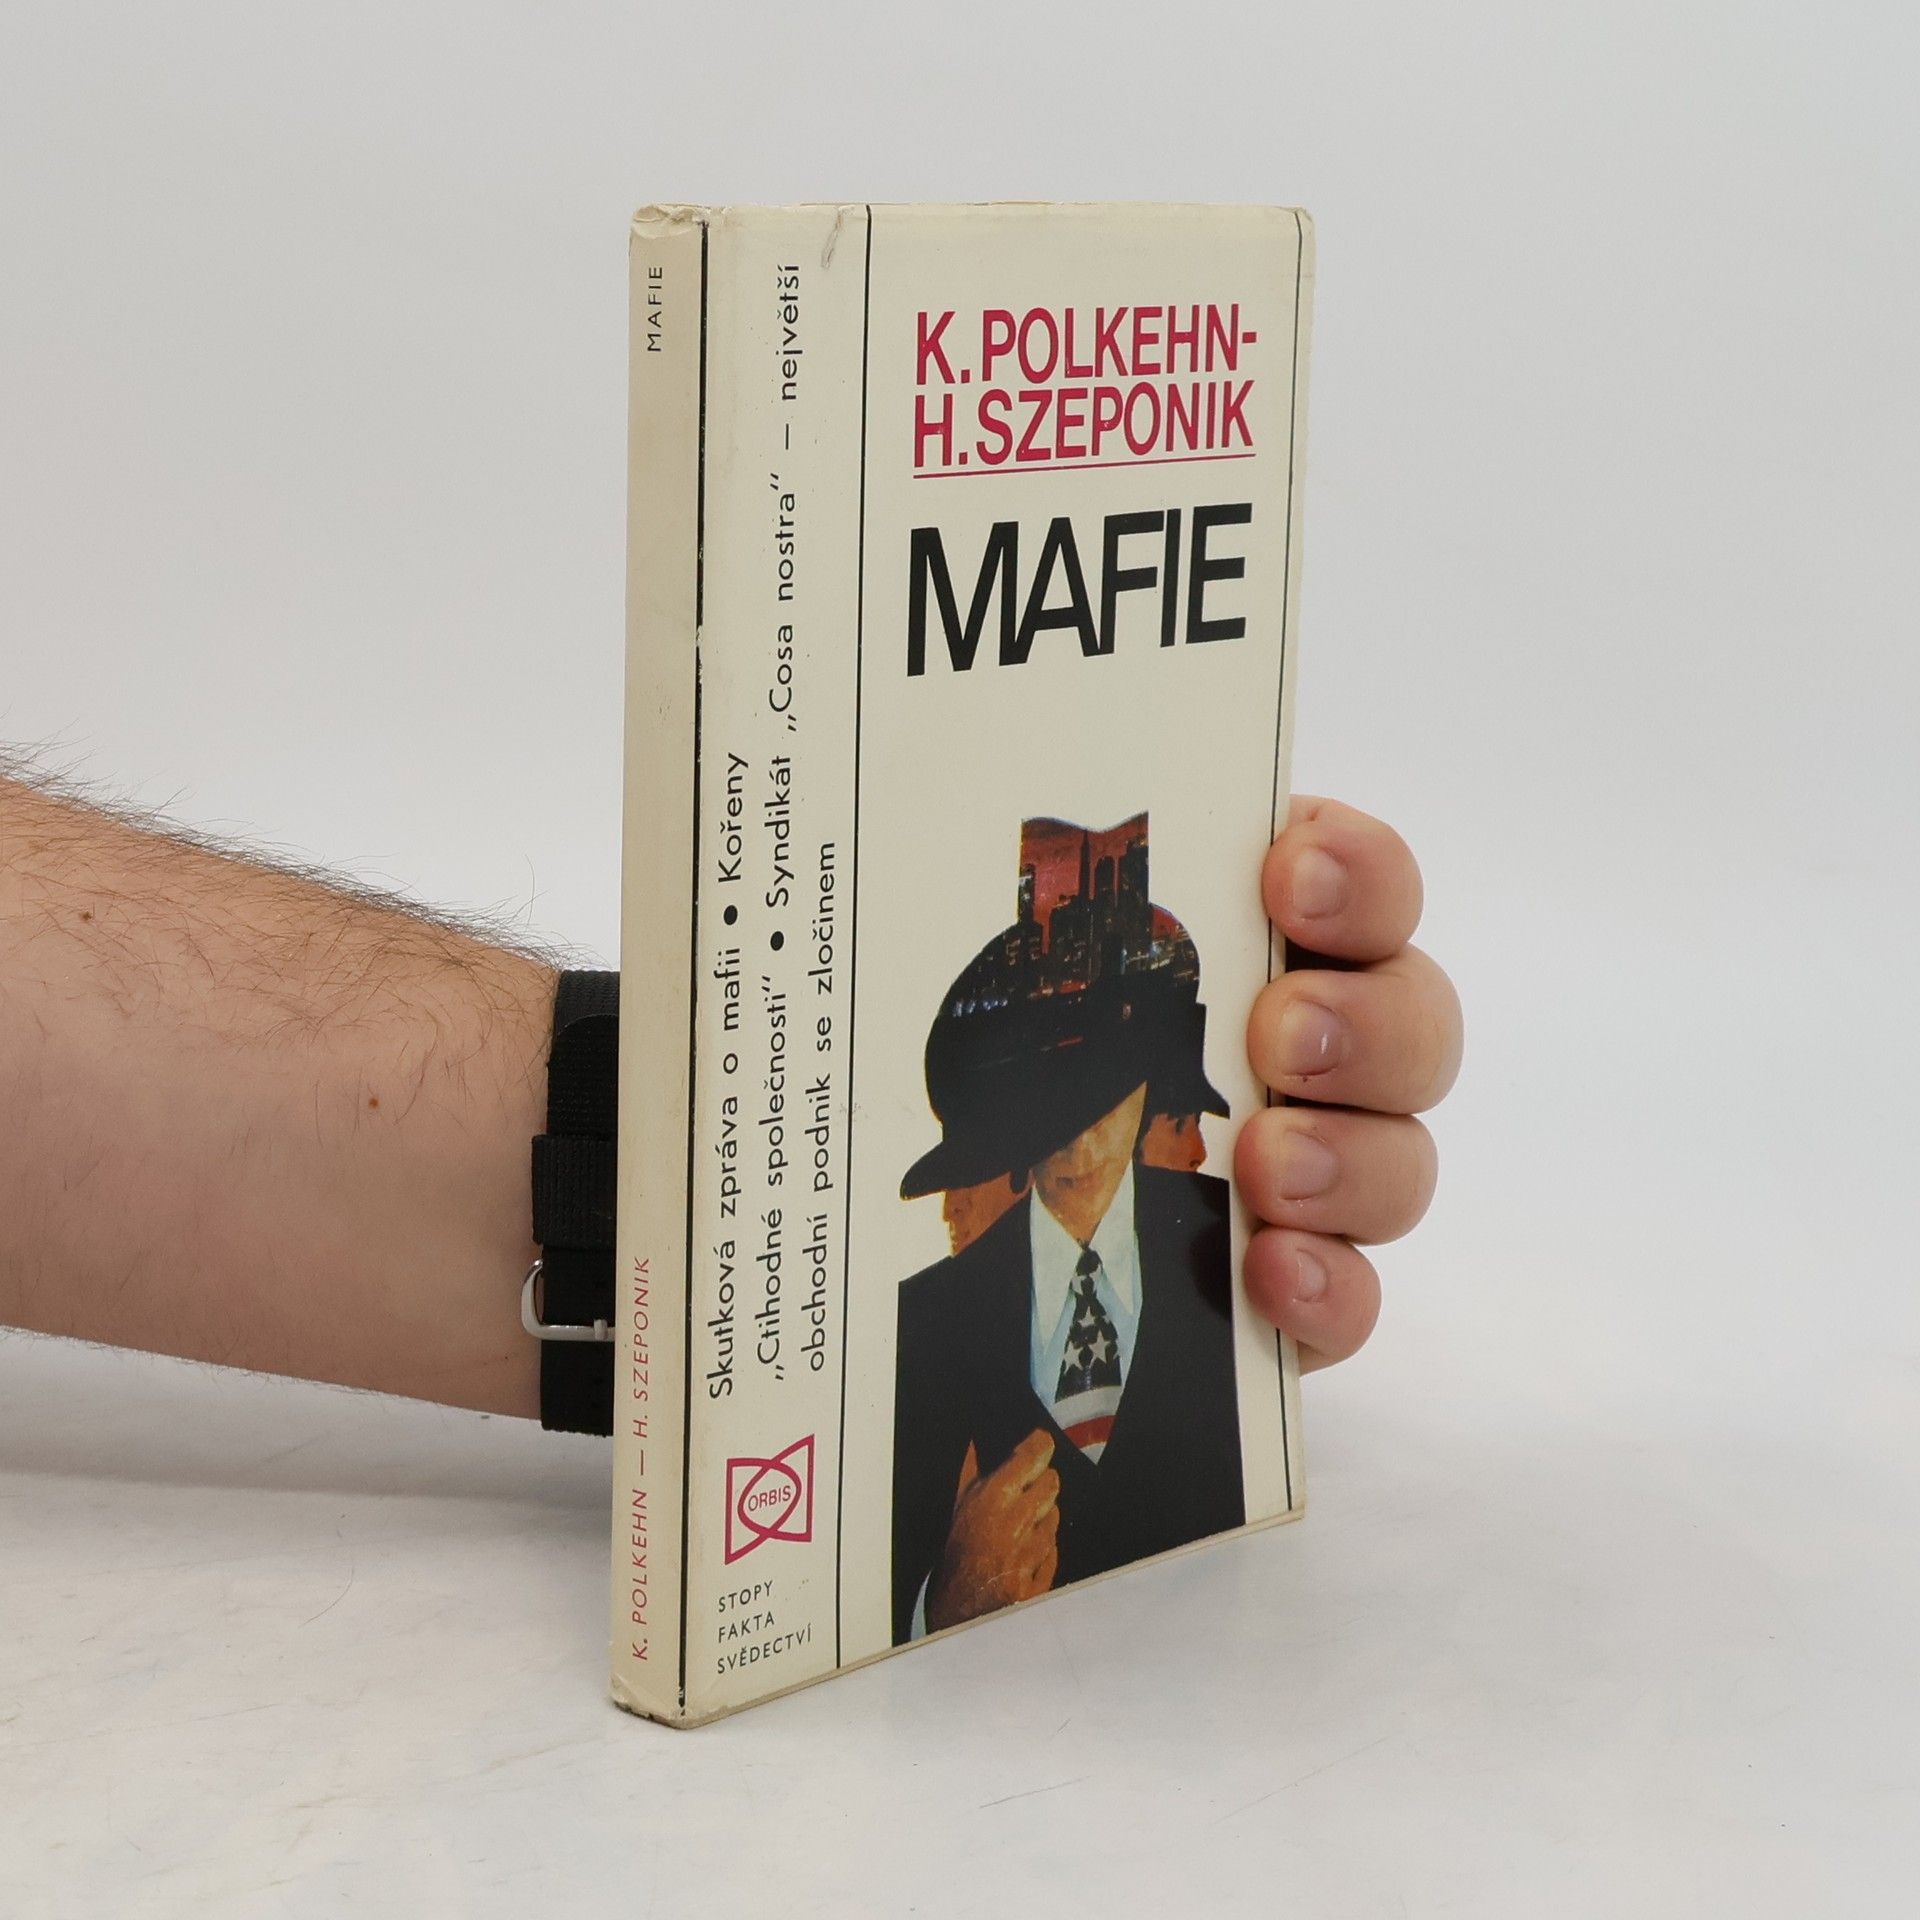 MAFIE
K. POLKEHN — H. SZEPONIK
Skutková zpráva o mafii ● Kořeny
„Ctihodné společnosti“ ● Syndikát „Cosa nostra“ — největší
obchodní podnik se zločinem
ORBIS
STOPY
FAKTA
SVĚDECTVÍ
K. POLKEHN-
H. SZEPONIK
MAFIE